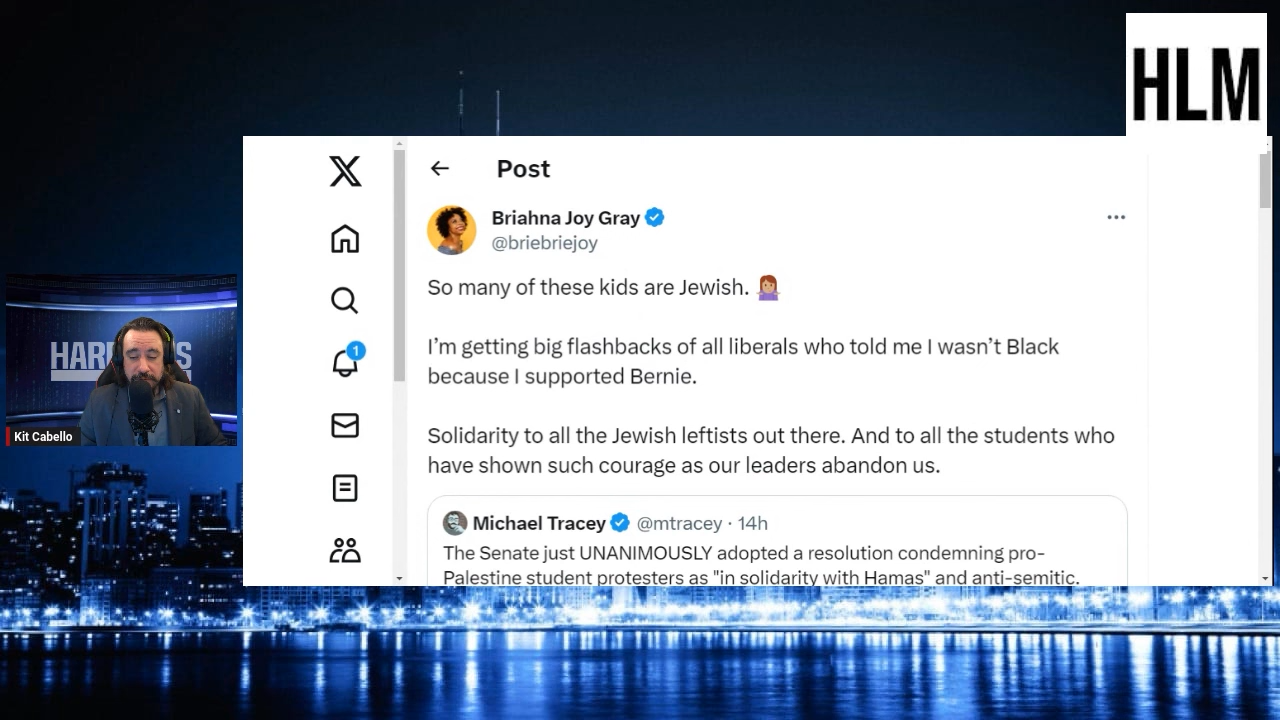 HLM
Post
Briahna Joy Gray
@briebriejoy
So many of these kids are Jewish.
I’m getting big flashbacks of all liberals who told me I wasn’t Black
because I supported Bernie.
Solidarity to all the Jewish leftists out there. And to all the students who
have shown such courage as our leaders abandon us.
Michael Tracey @mtracey · 14h
The Senate just UNANIMOUSLY adopted a resolution condemning pro-
Palestine student protesters as "in solidarity with Hamas" and anti-semitic.
1
Kit Cabello